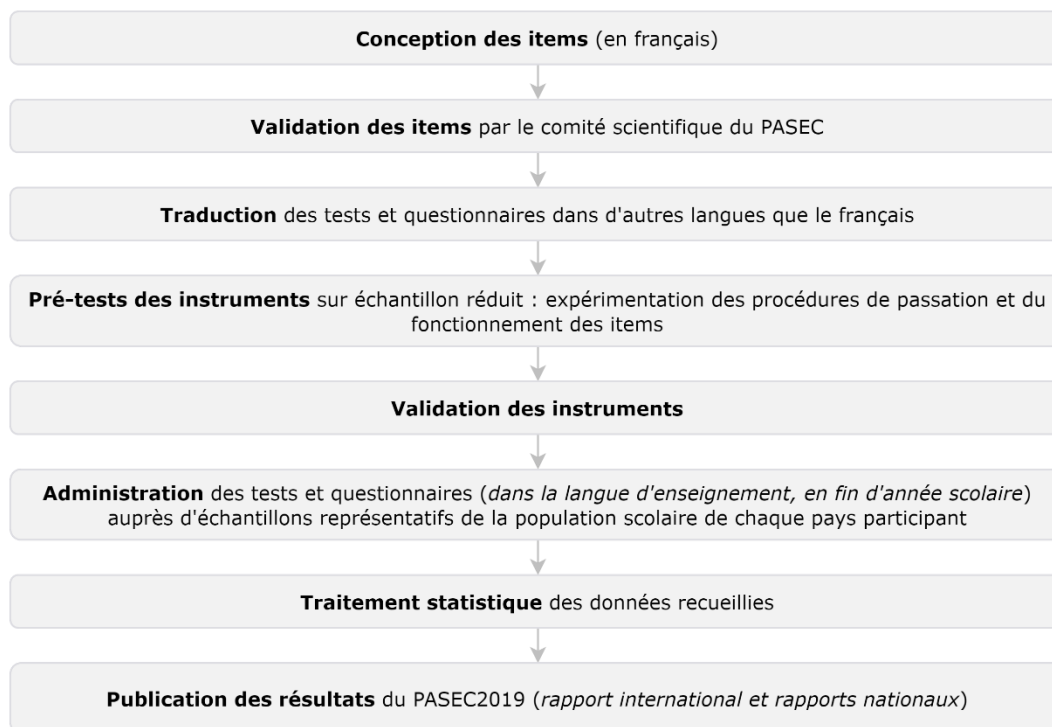 Conception des items (en français)
Validation des items par le comité scientifique du PASEC
Traduction des tests et questionnaires dans d'autres langues que le français
Pré-tests des instruments sur échantillon réduit : expérimentation des procédures de passation et du
fonctionnement des items
Validation des instruments
Administration des tests et questionnaires (dans la langue d'enseignement, en fin d'année scolaire)
auprès d'échantillons représentatifs de la population scolaire de chaque pays participant
Traitement statistique des données recueillies
Publication des résultats du PASEC2019 (rapport international et rapports nationaux)